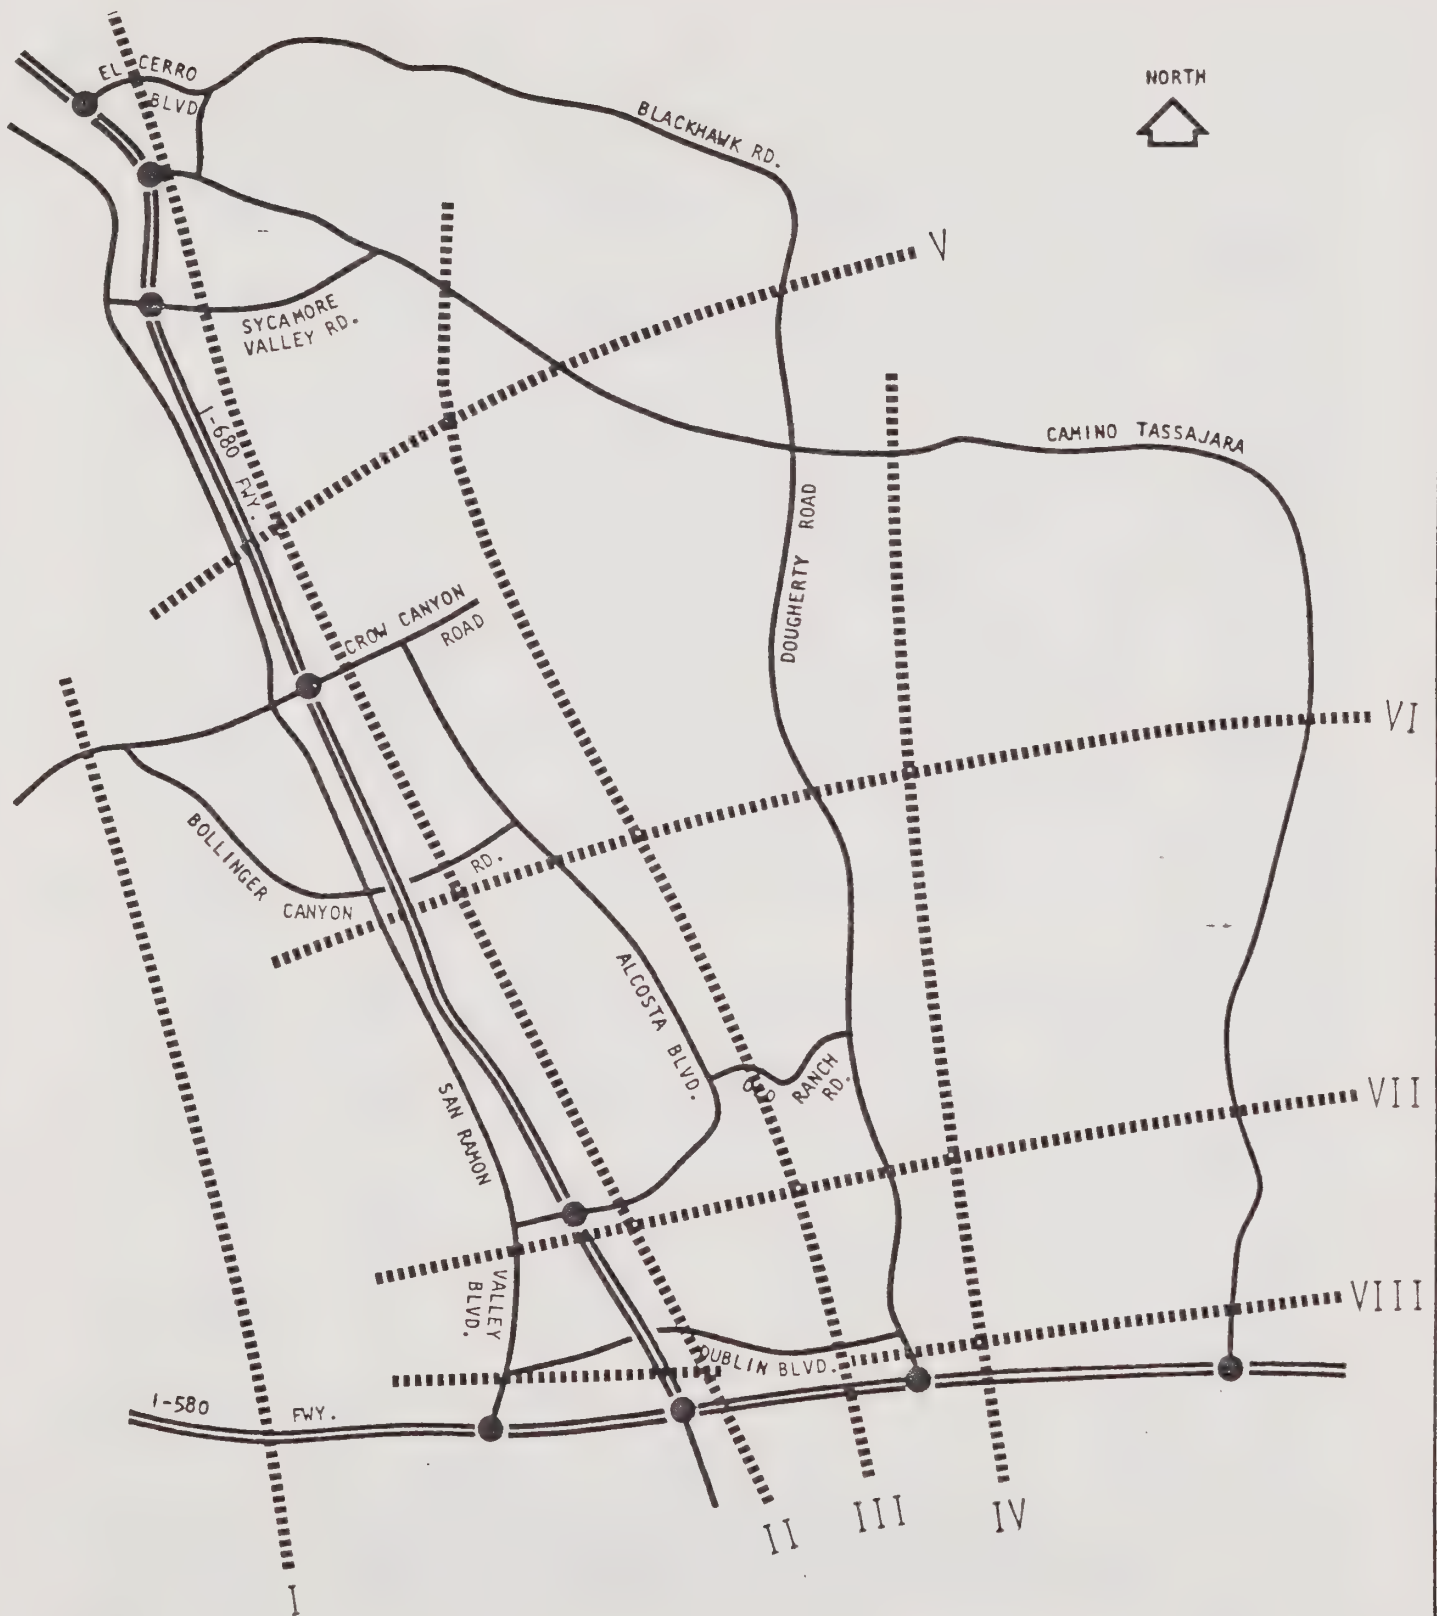 EL CERRO
BLVD
NORTH
BLACKHAWK RD.
V
SYCAMORE
VALLEY RD.
I-680
FWY.
CAMINO TASSAJARA
DOUGHERTY ROAD
CROW CANYON
ROAD
VI
BOLLINGER
CANYON
RD.
ALCOSTA BLVD.
OLD
RANCH
RD.
SAN RAMON
VALLEY
BLVD.
VII
VIII
DUBLIN BLVD.
I-580
FWY.
I
II
III
IV